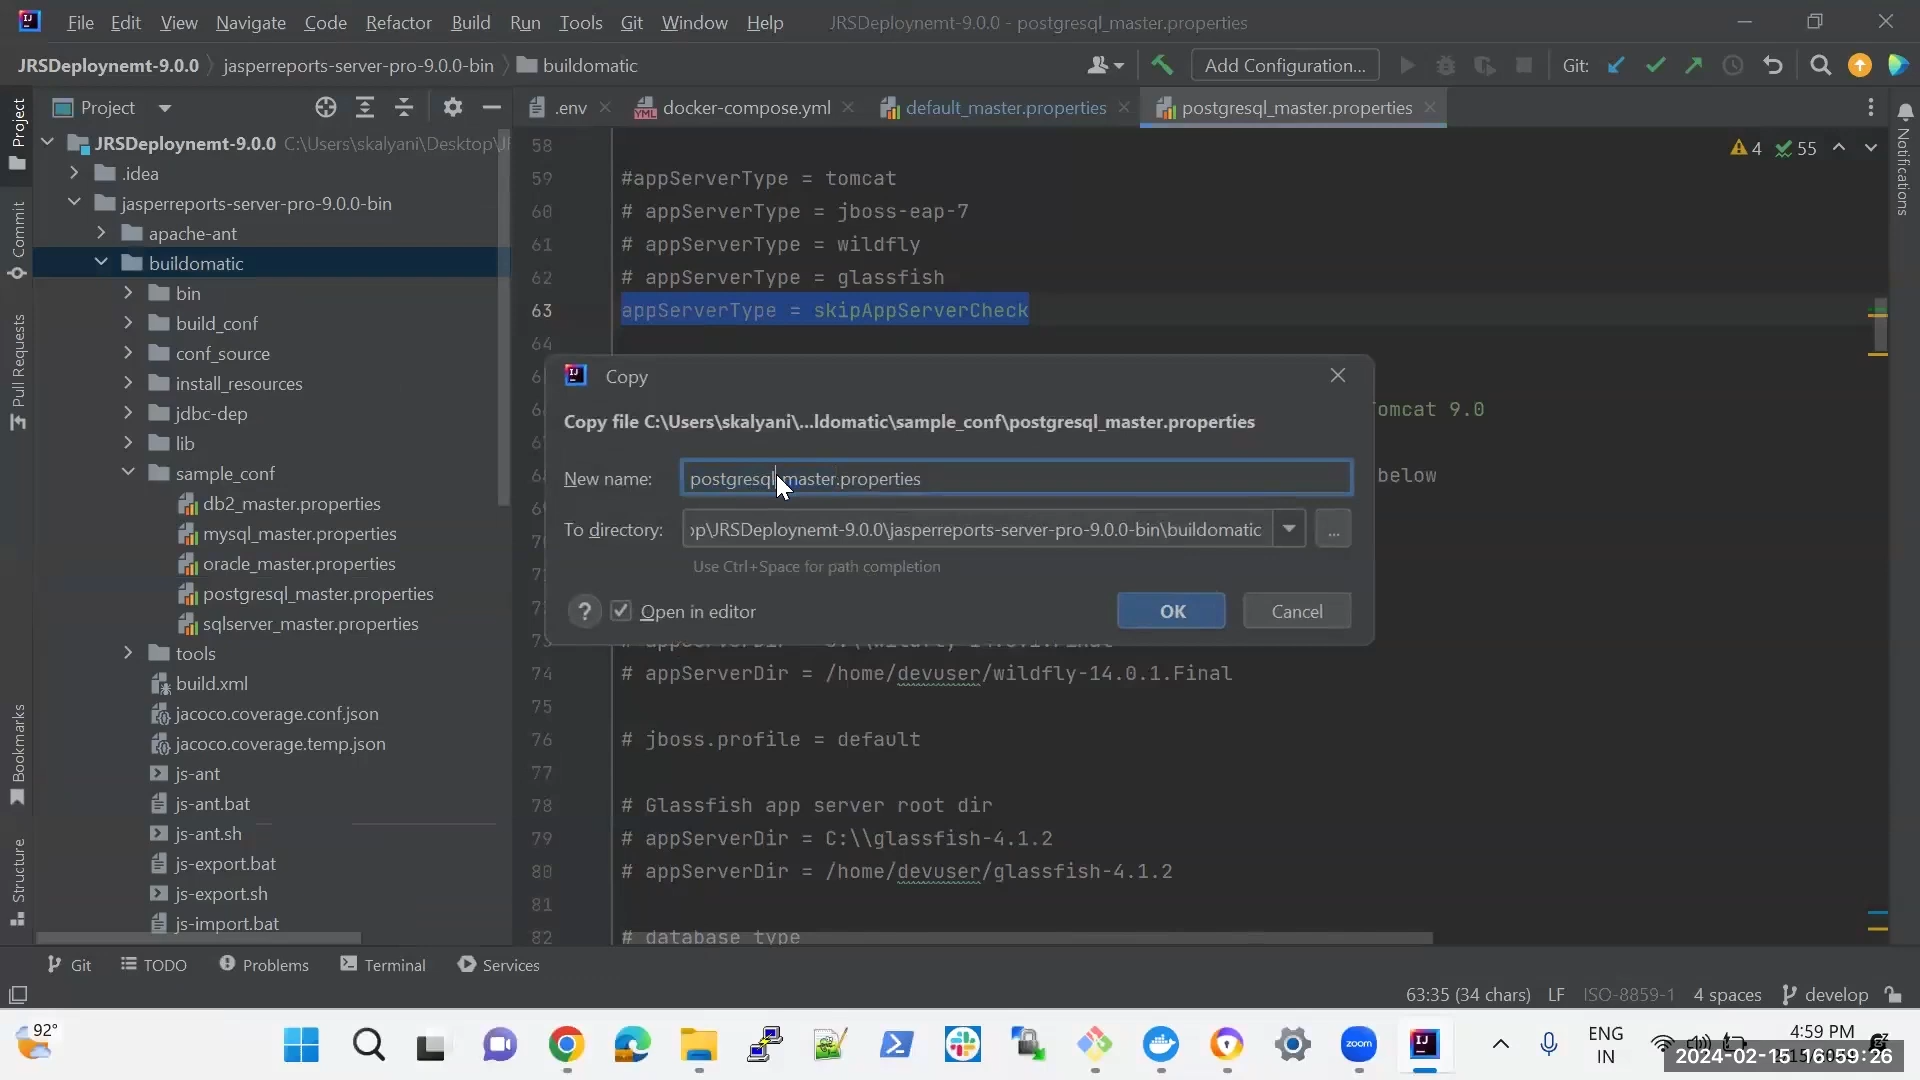 File Edit View Navigate Code Refactor Build Run Tools Git Window Help JRSDeploynemt-9.0.0 - postgresql_master.properties
JRSDeploynemt-9.0.0 jasperreports-server-pro-9.0.0-bin buildomatic Add Configuration... Git:
Project
.env docker-compose.yml default_master.properties postgresql_master.properties
Project
Commit
Pull Requests
Bookmarks
Structure
Notifications
JRSDeploynemt-9.0.0 C:\Users\skalyani\Desktop\
.idea
jasperreports-server-pro-9.0.0-bin
apache-ant
buildomatic
bin
build_conf
conf_source
install_resources
jdbc-dep
lib
sample_conf
db2_master.properties
mysql_master.properties
oracle_master.properties
postgresql_master.properties
sqlserver_master.properties
tools
build.xml
jacoco.coverage.conf.json
jacoco.coverage.temp.json
js-ant
js-ant.bat
js-ant.sh
js-export.bat
js-export.sh
js-import.bat
4 55
58
59 #appServerType = tomcat
60 # appServerType = jboss-eap-7
61 # appServerType = wildfly
62 # appServerType = glassfish
63 appServerType = skipAppServerCheck
64
omcat 9.0
below
Copy
Copy file C:\Users\skalyani\...ldomatic\sample_conf\postgresql_master.properties
New name: postgresql_master.properties
To directory: op\JRSDeploynemt-9.0.0\jasperreports-server-pro-9.0.0-bin\buildomatic ...
Use Ctrl+Space for path completion
? Open in editor OK Cancel
74 # appServerDir = /home/devuser/wildfly-14.0.1.Final
75
76 # jboss.profile = default
77
78 # Glassfish app server root dir
79 # appServerDir = C:\\glassfish-4.1.2
80 # appServerDir = /home/devuser/glassfish-4.1.2
81
82 # database type
Git TODO Problems Terminal Services
63:35 (34 chars) LF ISO-8859-1 4 spaces develop
92°
zoom
ENG
IN
4:59 PM
2024-02-15 16:59:26